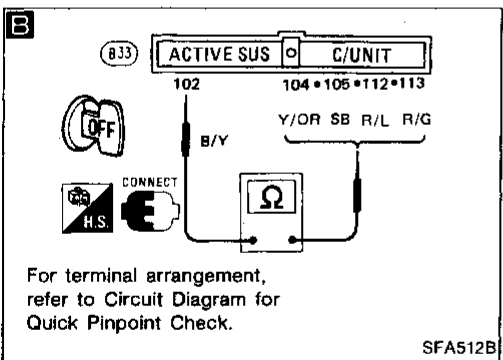 B
833 ACTIVE SUS C/UNIT
102 104•105•112•113
Y/OR SB R/L R/G
OFF B/Y
CONNECT
H.S.
Ω
For terminal arrangement,
refer to Circuit Diagram for
Quick Pinpoint Check.
SFA512B